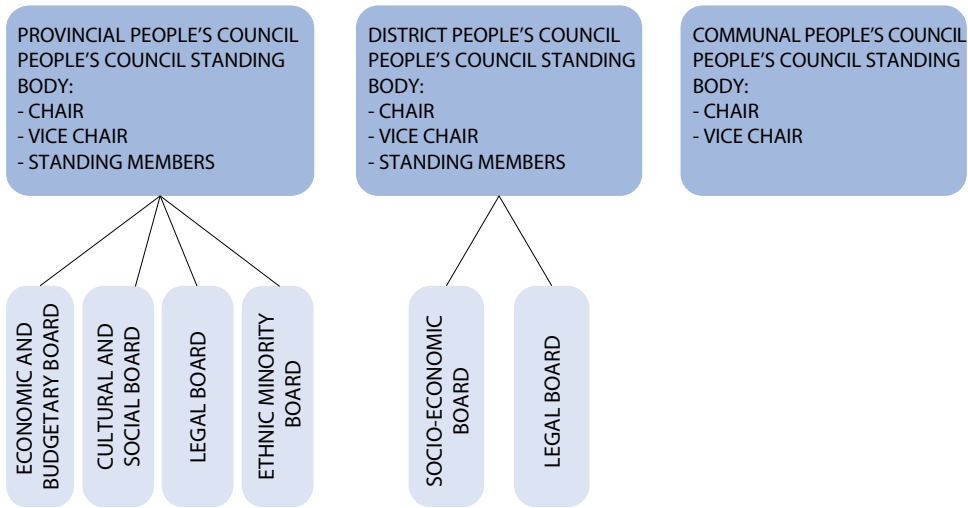 PROVINCIAL PEOPLE'S COUNCIL
PEOPLE'S COUNCIL STANDING
BODY:
- CHAIR
- VICE CHAIR
- STANDING MEMBERS
DISTRICT PEOPLE'S COUNCIL
PEOPLE'S COUNCIL STANDING
BODY:
- CHAIR
- VICE CHAIR
- STANDING MEMBERS
COMMUNAL PEOPLE'S COUNCIL
PEOPLE'S COUNCIL STANDING
BODY:
- CHAIR
- VICE CHAIR
ECONOMIC AND
BUDGETARY BOARD
CULTURAL AND
SOCIAL BOARD
LEGAL BOARD
ETHNIC MINORITY
BOARD
SOCIO-ECONOMIC
BOARD
LEGAL BOARD